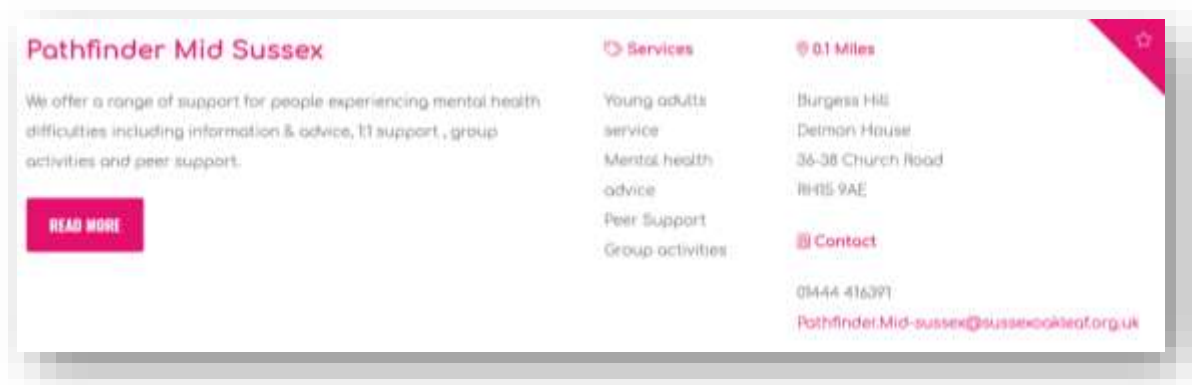 Pathfinder Mid Sussex
We offer a range of support for people experiencing mental health
difficulties including information & advice, 1:1 support , group
activities and peer support.
READ MORE
Services
Young adults
service
Mental health
advice
Peer Support
Group activities
0.1 Miles
Burgess Hill
Delmon House
36-38 Church Road
RH15 9AE
Contact
01444 416391
Pathfinder.Mid-sussex@sussexoakleaf.org.uk